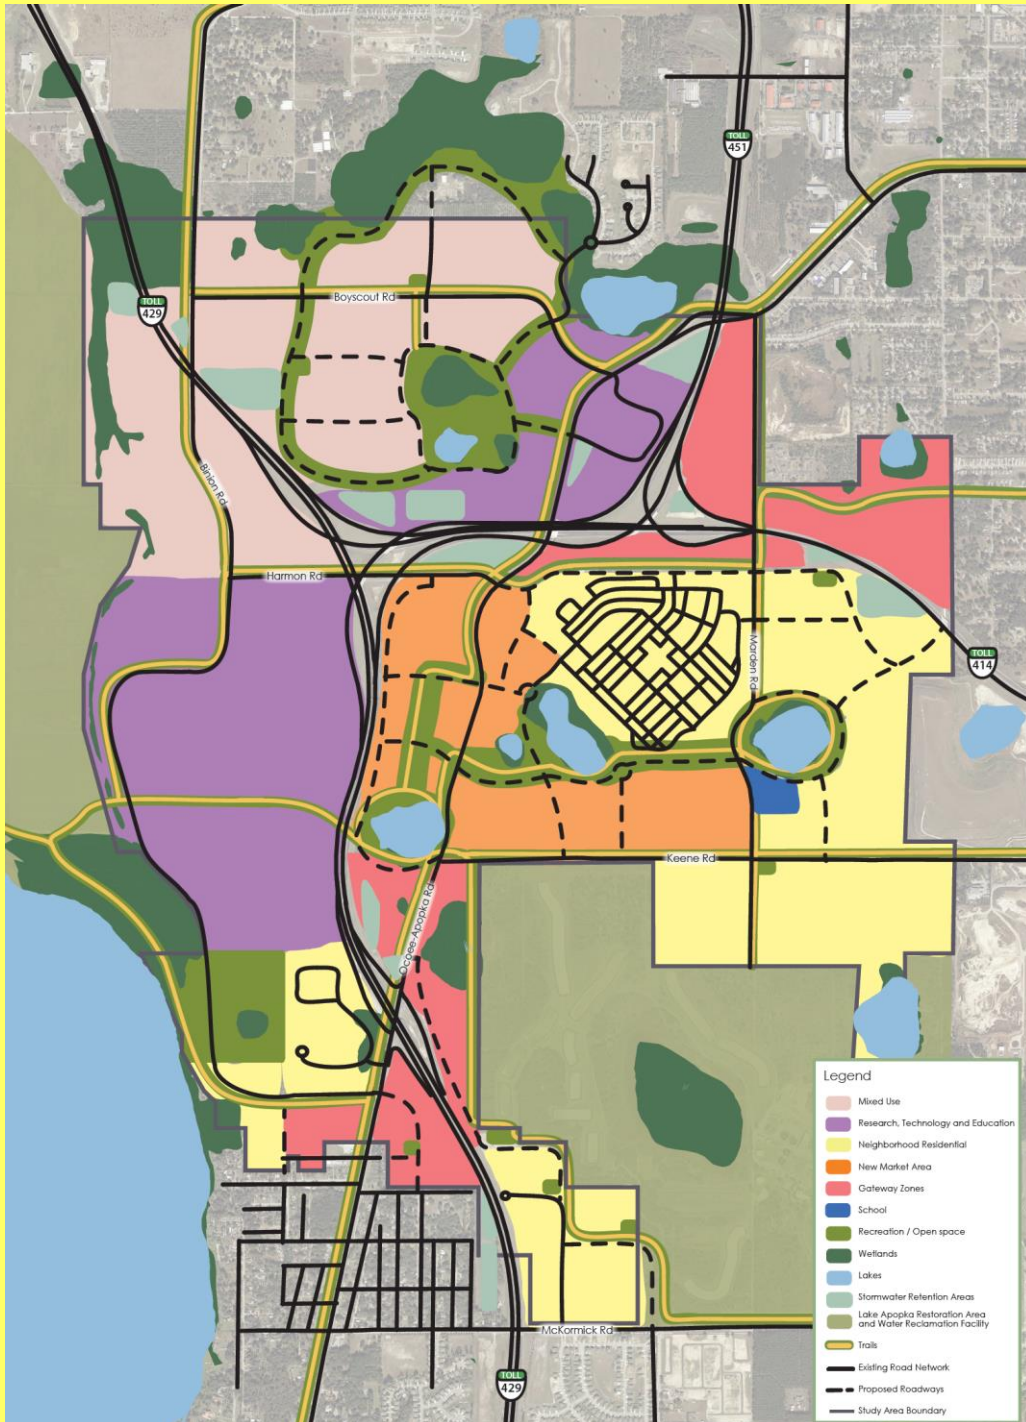 TOLL
451
Boyscout Rd
TOLL
429
Binion Rd
Harmon Rd
Marden Rd
TOLL
414
Keene Rd
Ocoee-Apopka Rd
McKormick Rd
TOLL
429
Legend
Mixed Use
Research, Technology and Education
Neighborhood Residential
New Market Area
Gateway Zones
School
Recreation / Open space
Wetlands
Lakes
Stormwater Retention Areas
Lake Apopka Restoration Area
and Water Reclamation Facility
Trails
Existing Road Network
Proposed Roadways
Study Area Boundary